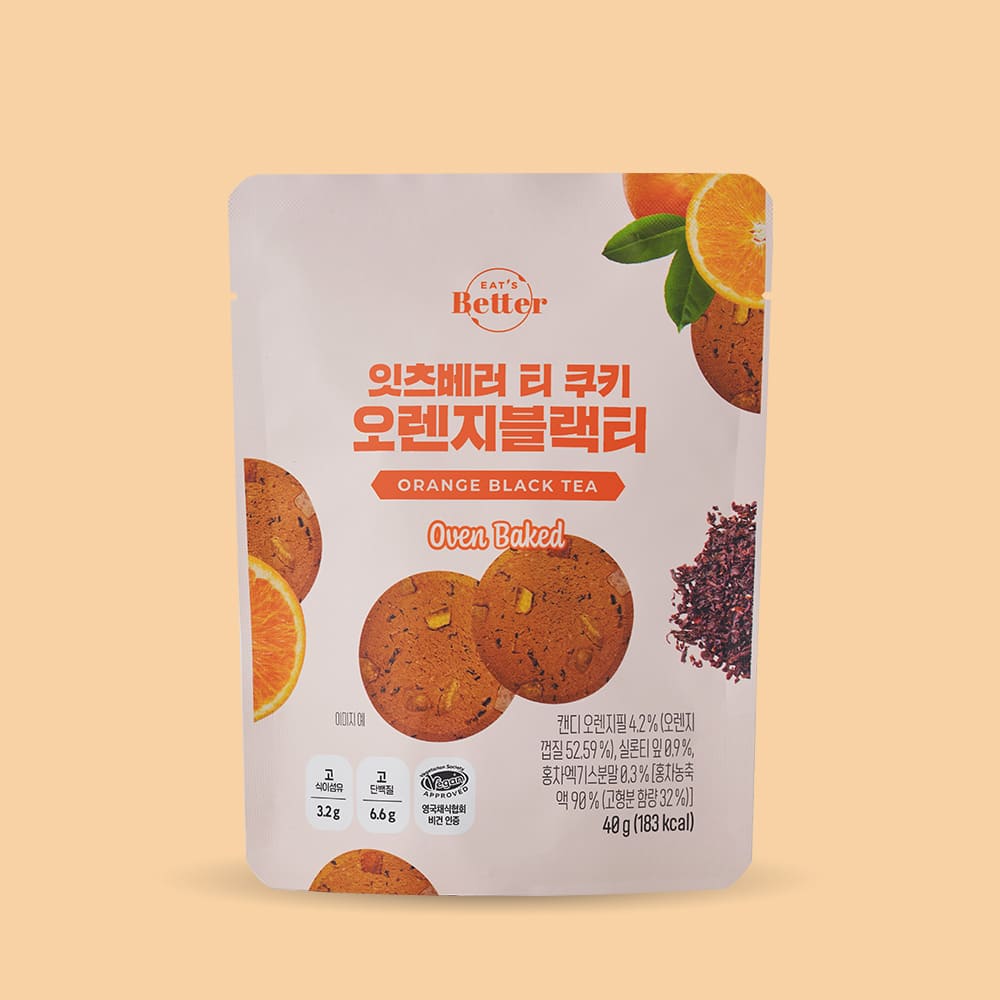 EAT'S
Better
잇츠베러 티 쿠키
오렌지블랙티
ORANGE BLACK TEA
Oven Baked
이미지 예
캔디 오렌지필 4.2% (오렌지
껍질 52.59%), 실론티 잎 0.9%,
홍차엑기스분말 0.3% [홍차농축
액 90% (고형분 함량 32%)]
40 g (183 kcal)
고
식이섬유
3.2 g
고
단백질
6.6 g
Vegetarian Society
Vegan
APPROVED
영국채식협회
비건 인증